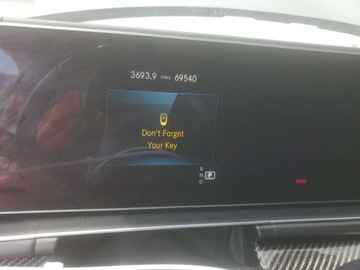 3693.9 miles 69540
Don't Forget
Your Key
R
N
D
P
PARK